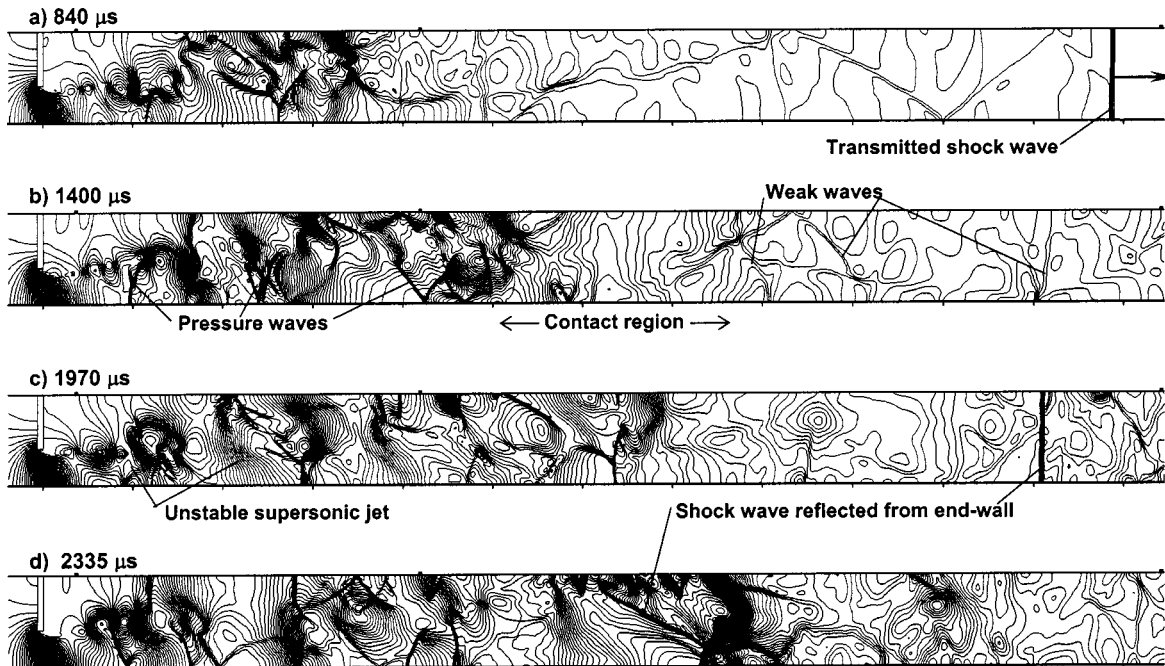 a) 840 μs
Transmitted shock wave
b) 1400 μs
Weak waves
Pressure waves
Contact region
c) 1970 μs
Unstable supersonic jet
Shock wave reflected from end-wall
d) 2335 μs